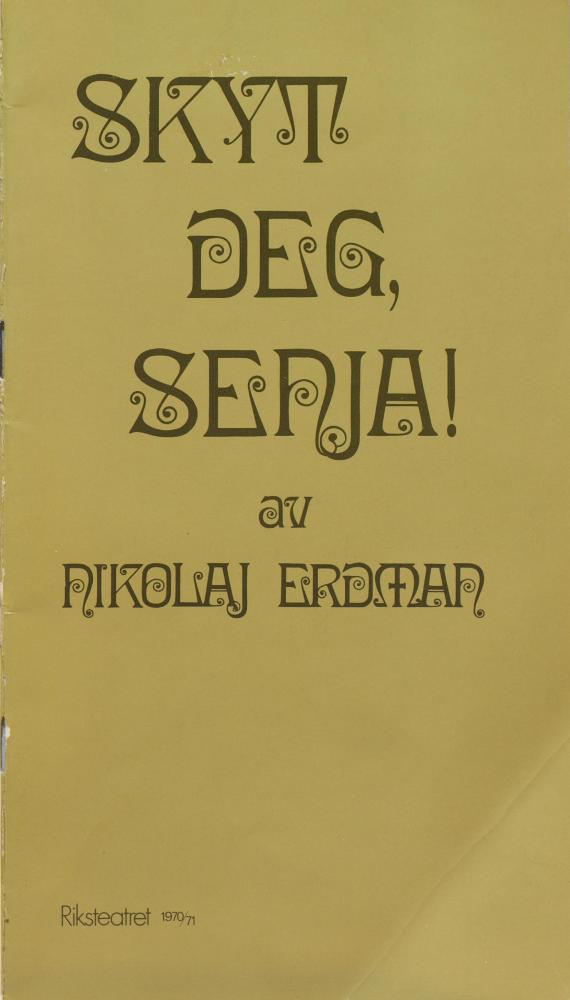 SKYT
DEG,
SENJA!
av
NIKOLAJ ERDMAN
Riksteatret 1970/71